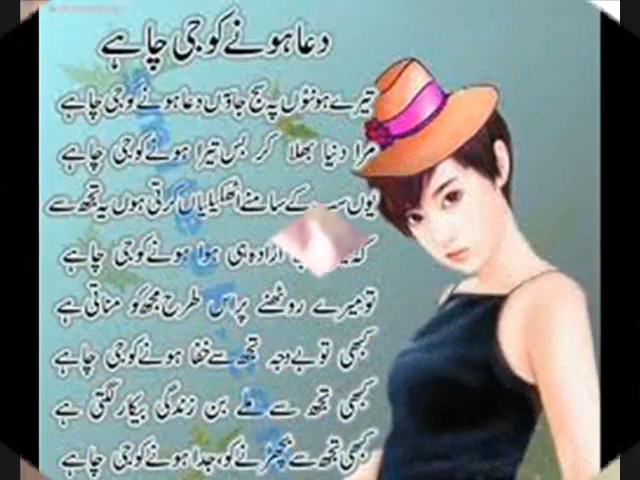 دعا ہونے کو جی چاہے
تیرے ہونٹوں پہ سج جاؤں دعا ہونے کو جی چاہے
مرا دنیا بھلا کر بس تیرا ہونے کو جی چاہے
یوں سب کے سامنے اٹھکیلیاں کرتی ہوں یہ تجھ سے
آزاد ہی ہوا ہونے کو جی چاہے
تو میرے روٹھنے پر اس طرح مجھ کو مناتی ہے
کبھی تو بے وجہ تجھ سے خفا ہونے کو جی چاہے
کبھی تجھ سے ملے بن زندگی بیکار لگتی ہے
کبھی تجھ سے بچھڑنے کو، جدا ہونے کو جی چاہے